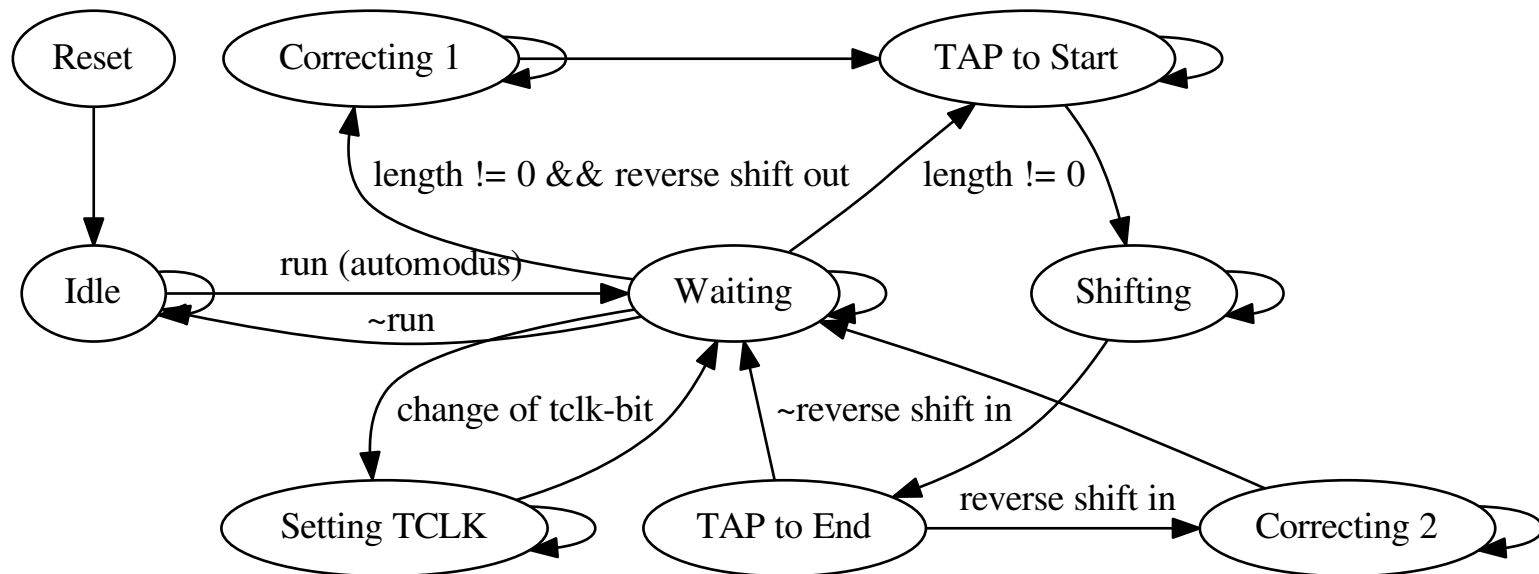 Reset
Correcting 1
TAP to Start
length != 0 && reverse shift out
length != 0
run (automodus)
Idle
Waiting
Shifting
~run
change of tclk-bit
~reverse shift in
reverse shift in
Setting TCLK
TAP to End
Correcting 2